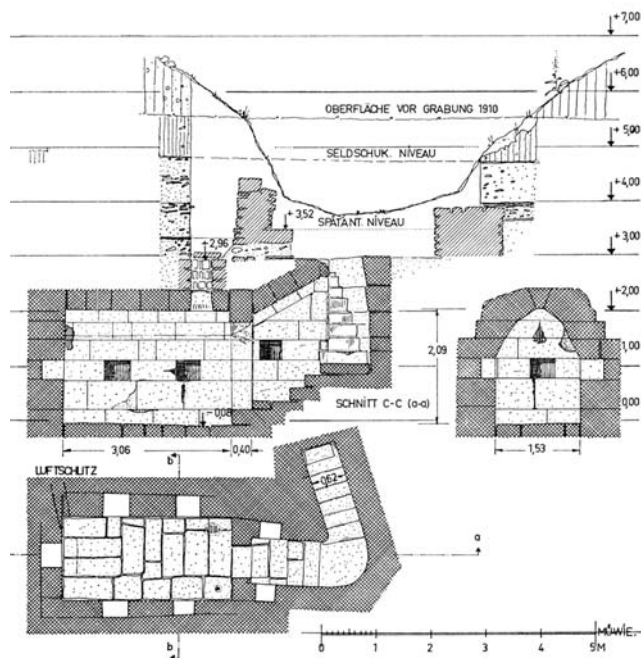 +7,00
+6,00
OBERFLÄCHE VOR GRABUNG 1910
+5,00
SELDSCHUK. NIVEAU
+4,00
+3,52
SPÄTANT. NIVEAU
+3,00
2,96
+2,00
1,00
2,09
SCHNITT C-C (a-a)
0,00
-0,08
3,06
0,40
1,53
b
LUFTSCHLITZ
0,62
a
b
MÜWIE.
0 1 2 3 4 5 M